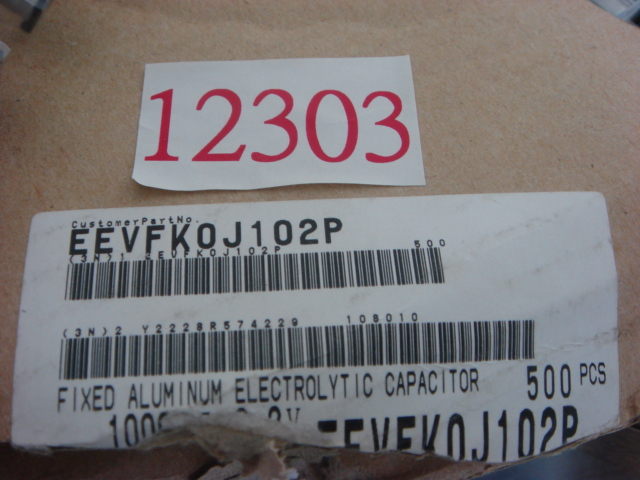 12303
CustomerPartNo.
EEVFK0J102P
(3N)1 EEVFK0J102P 500
(3N)2 Y2228R574229 108010
FIXED ALUMINUM ELECTROLYTIC CAPACITOR 500 PCS
EEVFK0J102P